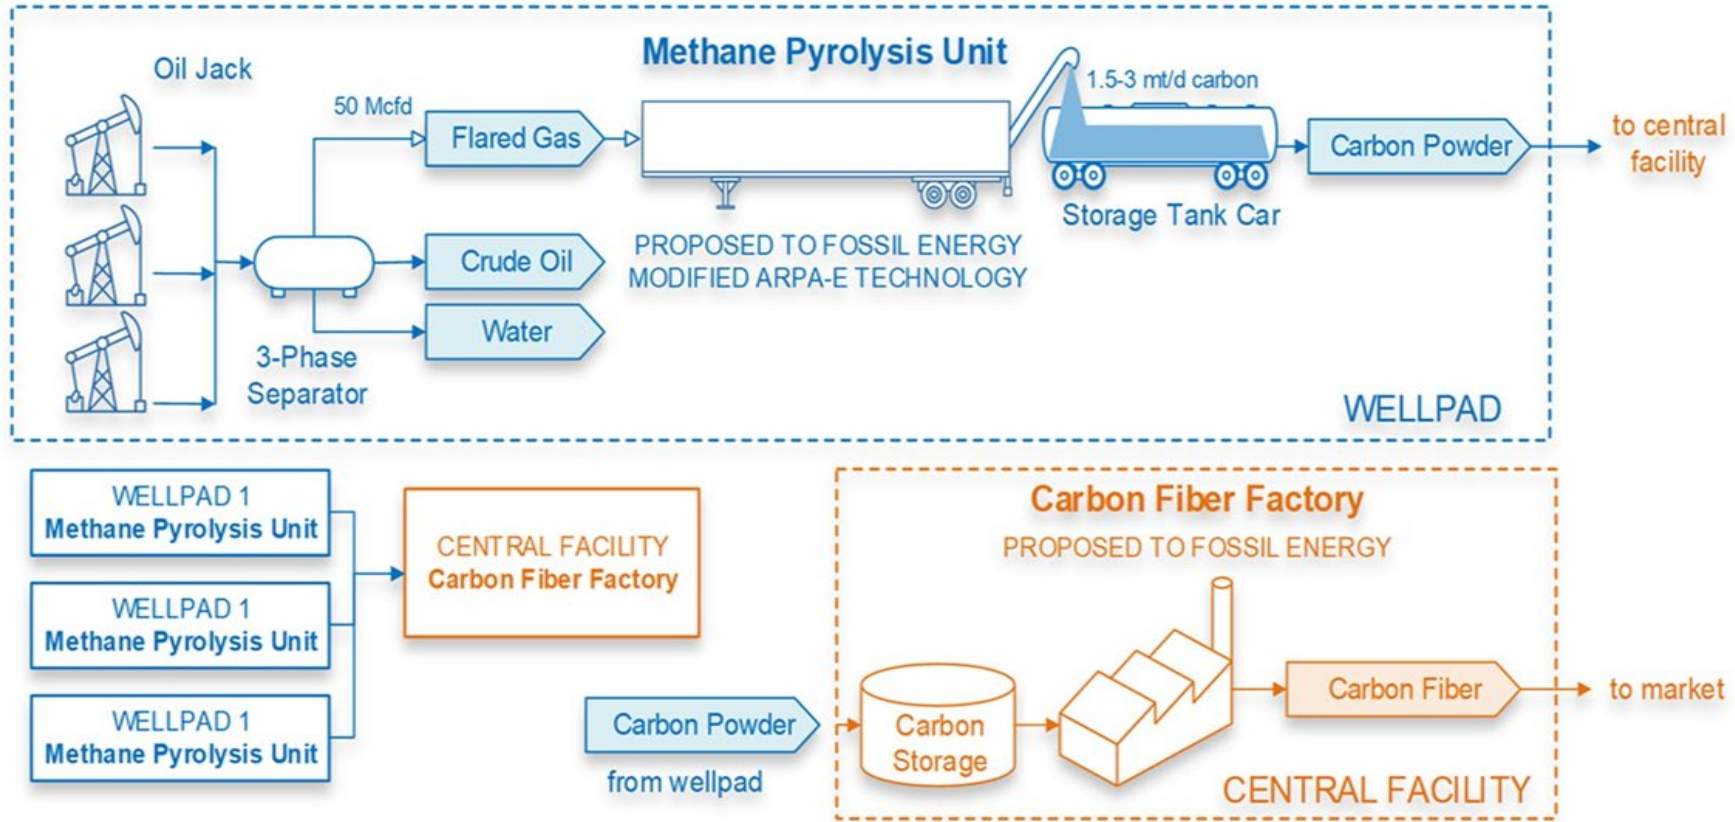 Methane Pyrolysis Unit
Oil Jack
50 Mcfd
1.5-3 mt/d carbon
Flared Gas
Carbon Powder
to central
facility
Storage Tank Car
PROPOSED TO FOSSIL ENERGY
MODIFIED ARPA-E TECHNOLOGY
Crude Oil
Water
3-Phase
Separator
WELLPAD
WELLPAD 1
Methane Pyrolysis Unit
WELLPAD 1
Methane Pyrolysis Unit
WELLPAD 1
Methane Pyrolysis Unit
CENTRAL FACILITY
Carbon Fiber Factory
Carbon Fiber Factory
PROPOSED TO FOSSIL ENERGY
Carbon Powder
from wellpad
Carbon
Storage
Carbon Fiber
to market
CENTRAL FACILITY